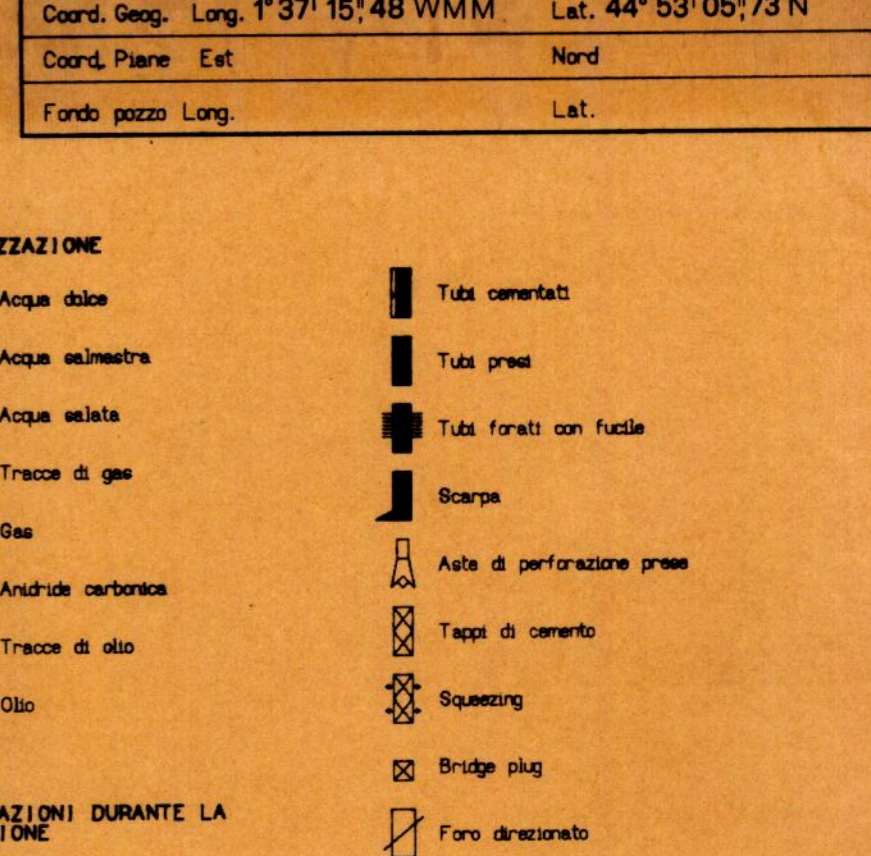 Coord. Geog. Long. 1° 37' 15",48 WMM Lat. 44° 53' 05",73 N
Coord. Piane Est Nord
Fondo pozzo Long. Lat.
ZZAZIONE
Acqua dolce
Acqua salmastra
Acqua salata
Tracce di gas
Gas
Anidride carbonica
Tracce di olio
Olio
AZIONI DURANTE LA
IONE
Tubi cementati
Tubi presi
Tubi forati con fucile
Scarpa
Aste di perforazione prese
Tappi di cemento
Squeezing
Bridge plug
Foro direzionato